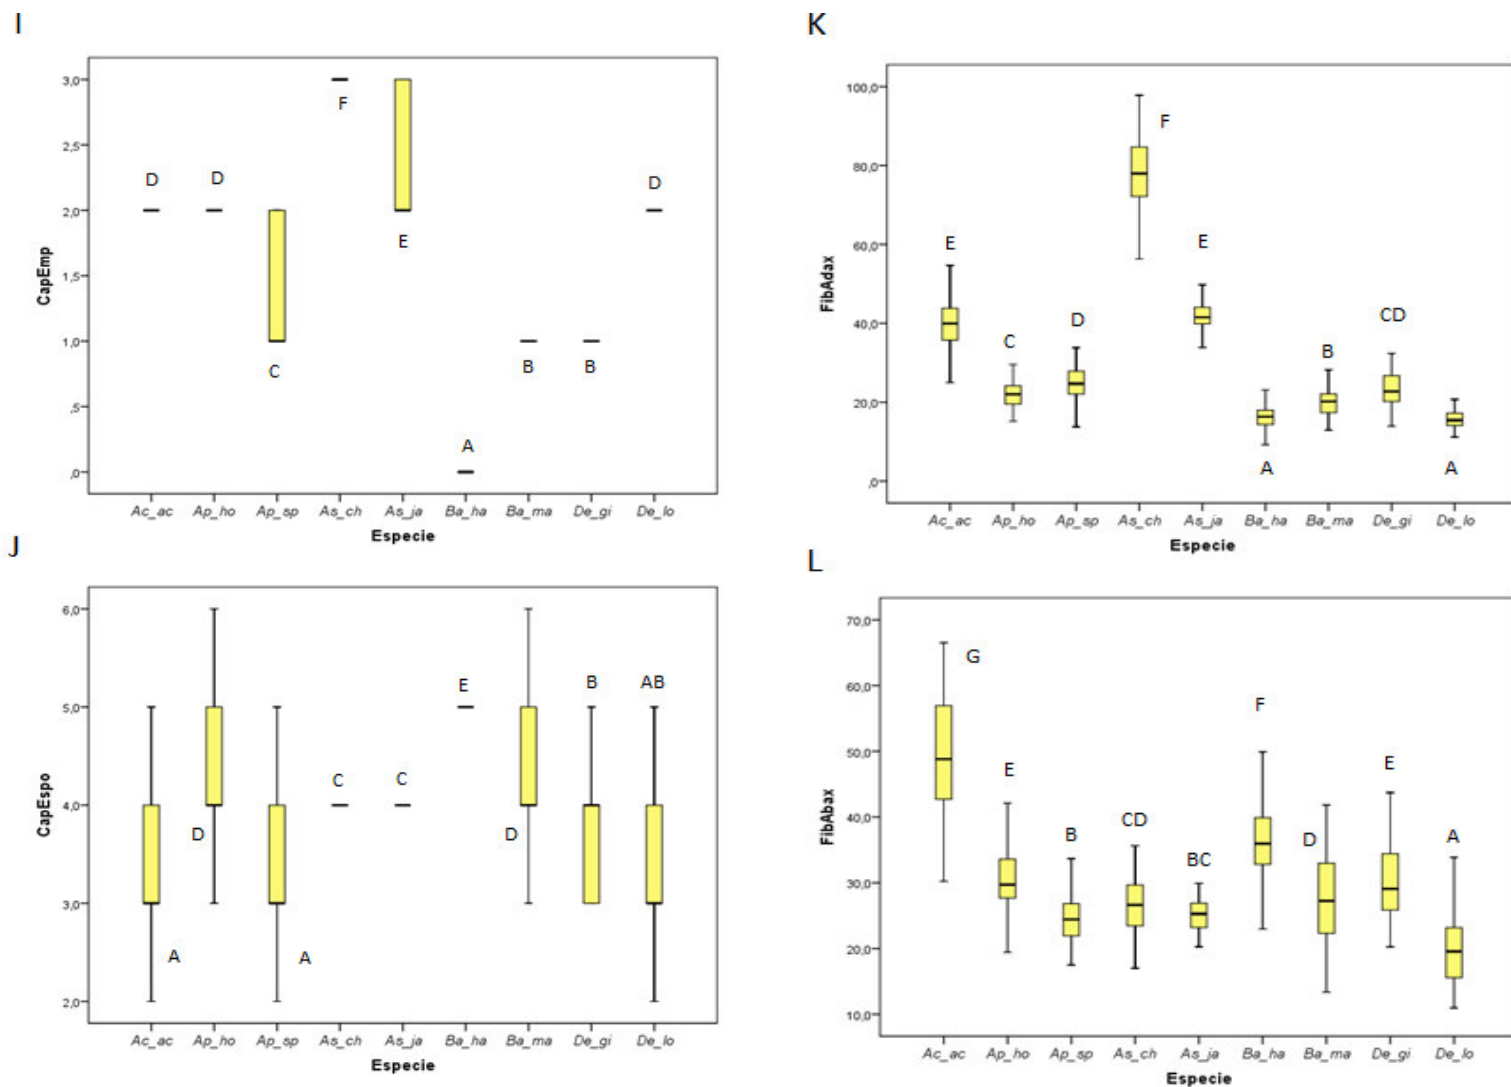 I
CapEmp
3,0
2,5
2,0
1,5
1,0
,5
,0
D
D
C
F
E
A
B
B
D
Ac_ac Ap_ho Ap_sp As_ch As_ja Ba_ha Ba_ma De_gi De_lo
Especie
K
FibAdax
100,0
80,0
60,0
40,0
20,0
,0
E
C
D
F
E
A
B
CD
A
Ac_ac Ap_ho Ap_sp As_ch As_ja Ba_ha Ba_ma De_gi De_lo
Especie
J
CapEspo
6,0
5,0
4,0
3,0
2,0
A
D
A
C
C
E
D
B
AB
Ac_ac Ap_ho Ap_sp As_ch As_ja Ba_ha Ba_ma De_gi De_lo
Especie
L
FibAbax
70,0
60,0
50,0
40,0
30,0
20,0
10,0
G
E
B
CD
BC
F
D
E
A
Ac_ac Ap_ho Ap_sp As_ch As_ja Ba_ha Ba_ma De_gi De_lo
Especie